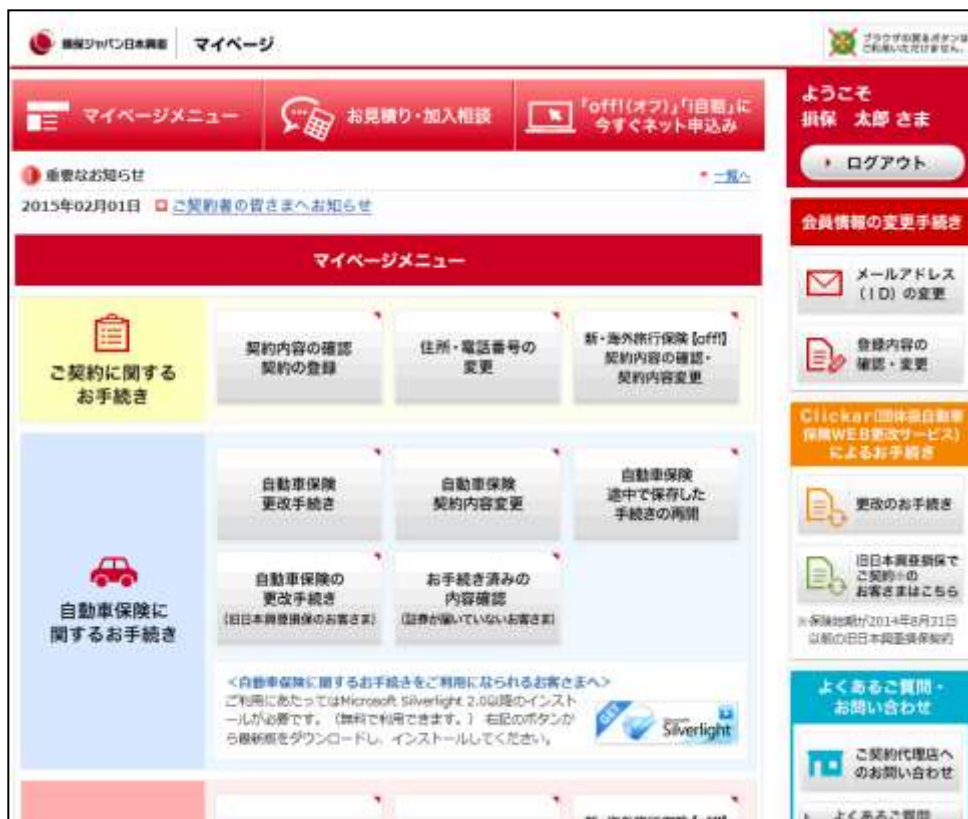 損保ジャパン日本興亜
マイページ
ブラウザの戻るボタンは
ご利用いただけません。
マイページメニュー
お見積り・加入相談
「off!(オフ)」「i自賠」に
今すぐネット申込み
ようこそ
損保 太郎 さま
ログアウト
重要なお知らせ
一覧へ
2015年02月01日
ご契約者の皆さまへお知らせ
マイページメニュー
ご契約に関する
お手続き
契約内容の確認
契約の登録
住所・電話番号の
変更
新・海外旅行保険【off!】
契約内容の確認・
契約内容変更
自動車保険に
関するお手続き
自動車保険
更改手続き
自動車保険
契約内容変更
自動車保険
途中で保存した
手続きの再開
自動車保険の
更改手続き
(旧日本興亜損保のお客さま)
お手続き済みの
内容確認
(証券が届いていないお客さま)
<自動車保険に関するお手続きをご利用になられるお客さまへ>
ご利用にあたってはMicrosoft Silverlight 2.0以降のインスト
ールが必要です。（無料で利用できます。） 右記のボタンか
ら最新版をダウンロードし、インストールしてください。
GET
Microsoft
Silverlight
会員情報の変更手続き
メールアドレス
(ＩＤ) の変更
登録内容の
確認・変更
Clickar(団体扱自動車
保険WEB更改サービス)
によるお手続き
更改のお手続き
旧日本興亜損保で
ご契約※の
お客さまはこちら
※保険始期が2014年8月31日
以前の旧日本興亜損保契約
よくあるご質問・
お問い合わせ
ご契約代理店へ
のお問い合わせ
よくあるご質問